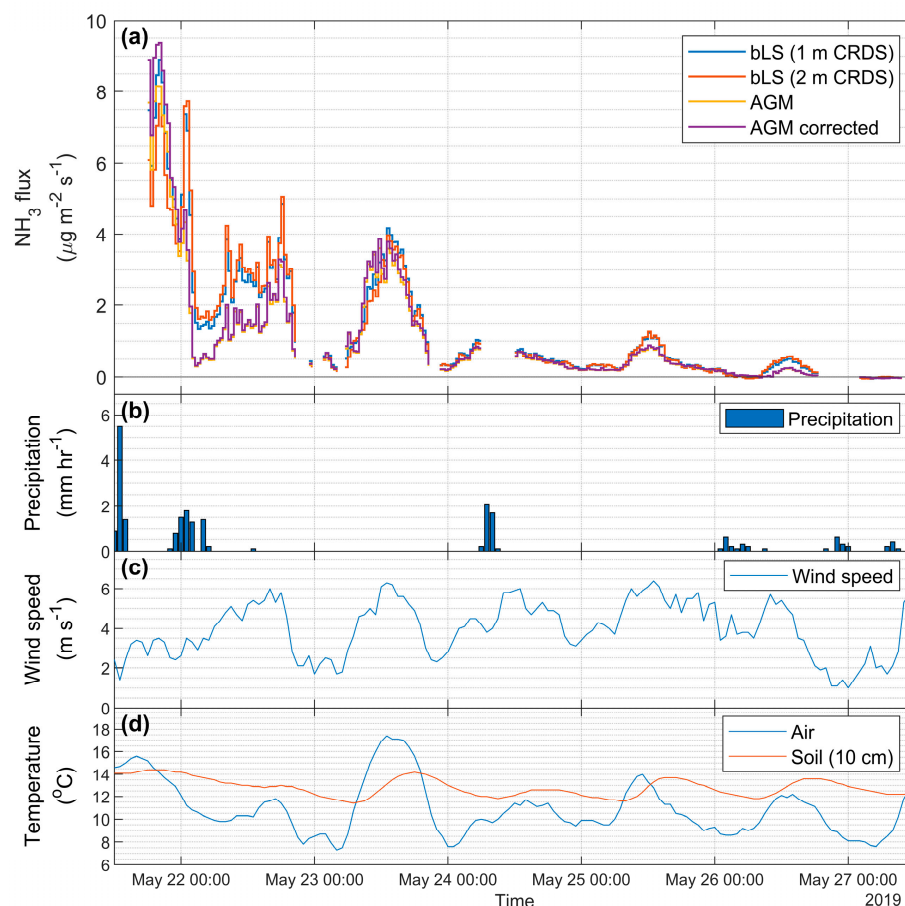 (a)
10
8
6
4
2
0
NH3 flux
(μg m-2 s-1)
bLS (1 m CRDS)
bLS (2 m CRDS)
AGM
AGM corrected
(b)
6
4
2
0
Precipitation
(mm hr-1)
Precipitation
(c)
6
4
2
0
Wind speed
(m s-1)
Wind speed
(d)
18
16
14
12
10
8
6
Temperature
(oC)
Air
Soil (10 cm)
May 22 00:00 May 23 00:00 May 24 00:00 May 25 00:00 May 26 00:00 May 27 00:00
Time
2019